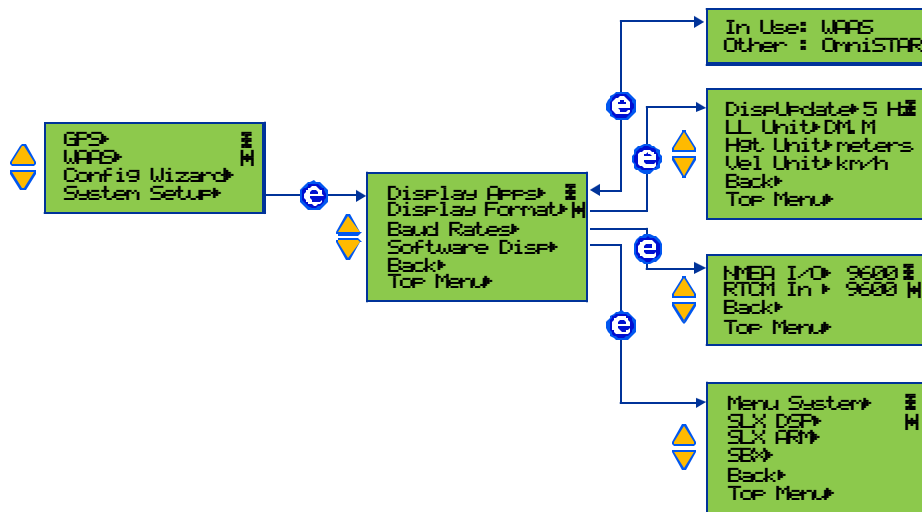 GPS
WAAS
Config Wizard
System Setup
e
Display Apps
Display Format
Baud Rates
Software Disp
Back
Top Menu
e
e
e
e
In Use: WAAS
Other : OmniSTAR
DispUpdate 5 Hz
LL Unit DM.M
Hgt Unit meters
Vel Unit km/h
Back
Top Menu
NMEA I/O 9600
RTCM In 9600
Back
Top Menu
Menu System
SLX DSP
SLX ARM
SBX
Back
Top Menu